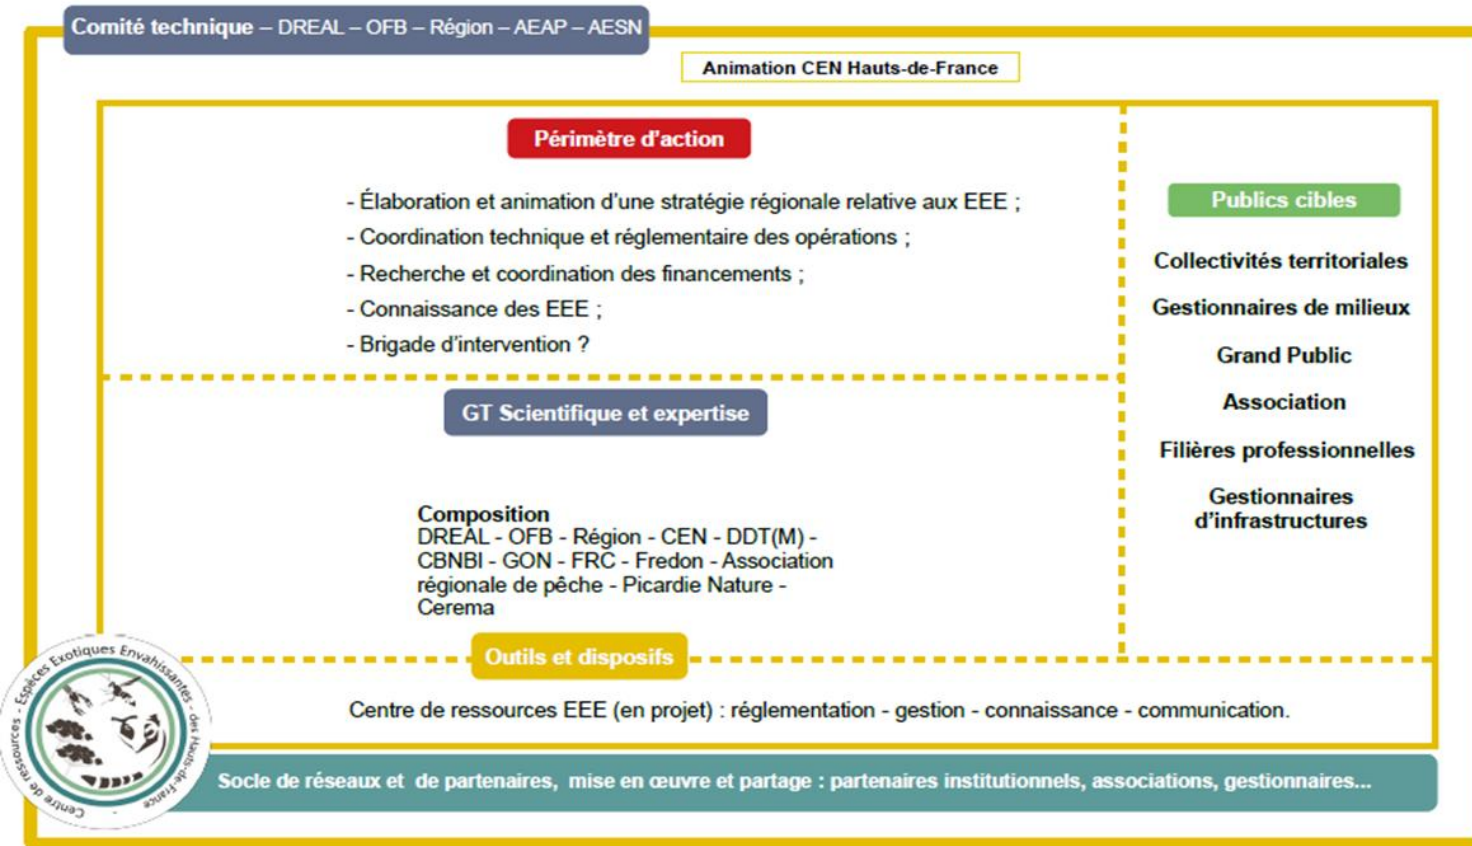 Comité technique – DREAL – OFB – Région – AEAP – AESN
Animation CEN Hauts-de-France
Périmètre d'action
- Élaboration et animation d'une stratégie régionale relative aux EEE ;
- Coordination technique et réglementaire des opérations ;
- Recherche et coordination des financements ;
- Connaissance des EEE ;
- Brigade d'intervention ?
GT Scientifique et expertise
Composition
DREAL - OFB - Région - CEN - DDT(M) -
CBNBI - GON - FRC - Fredon - Association
régionale de pêche - Picardie Nature -
Cerema
Publics cibles
Collectivités territoriales
Gestionnaires de milieux
Grand Public
Association
Filières professionnelles
Gestionnaires
d'infrastructures
Outils et disposifs
Centre de ressources EEE (en projet) : réglementation - gestion - connaissance - communication.
Centre de ressources - Espèces Exotiques Envahissantes - des Hauts-de-France -
Socle de réseaux et de partenaires, mise en œuvre et partage : partenaires institutionnels, associations, gestionnaires...